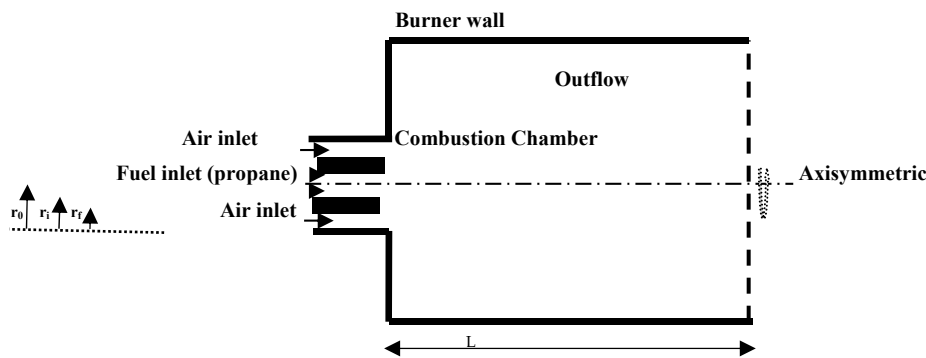 Burner wall
Outflow
Air inlet
Combustion Chamber
Fuel inlet (propane)
Axisymmetric
Air inlet
r0 ri rf
L